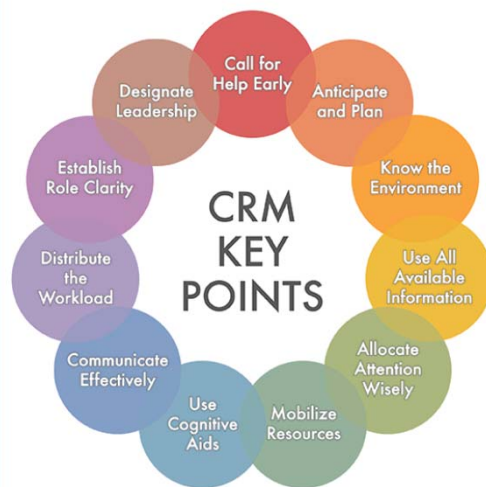 Call for
Help Early
Anticipate
and Plan
Know the
Environment
Use All
Available
Information
Allocate
Attention
Wisely
Mobilize
Resources
Use
Cognitive
Aids
Communicate
Effectively
Distribute
the
Workload
Establish
Role Clarity
Designate
Leadership
CRM
KEY
POINTS